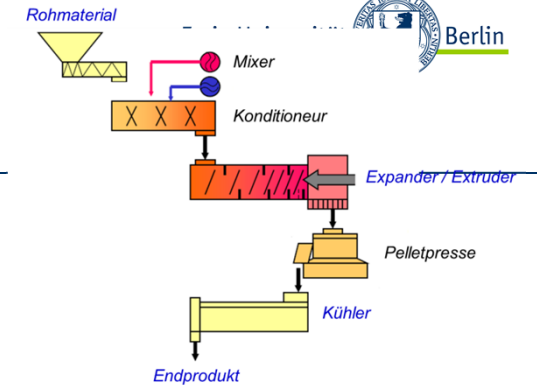 Rohmaterial
Berlin
Mixer
Konditioneur
Expander / Extruder
Pelletpresse
Kühler
Endprodukt